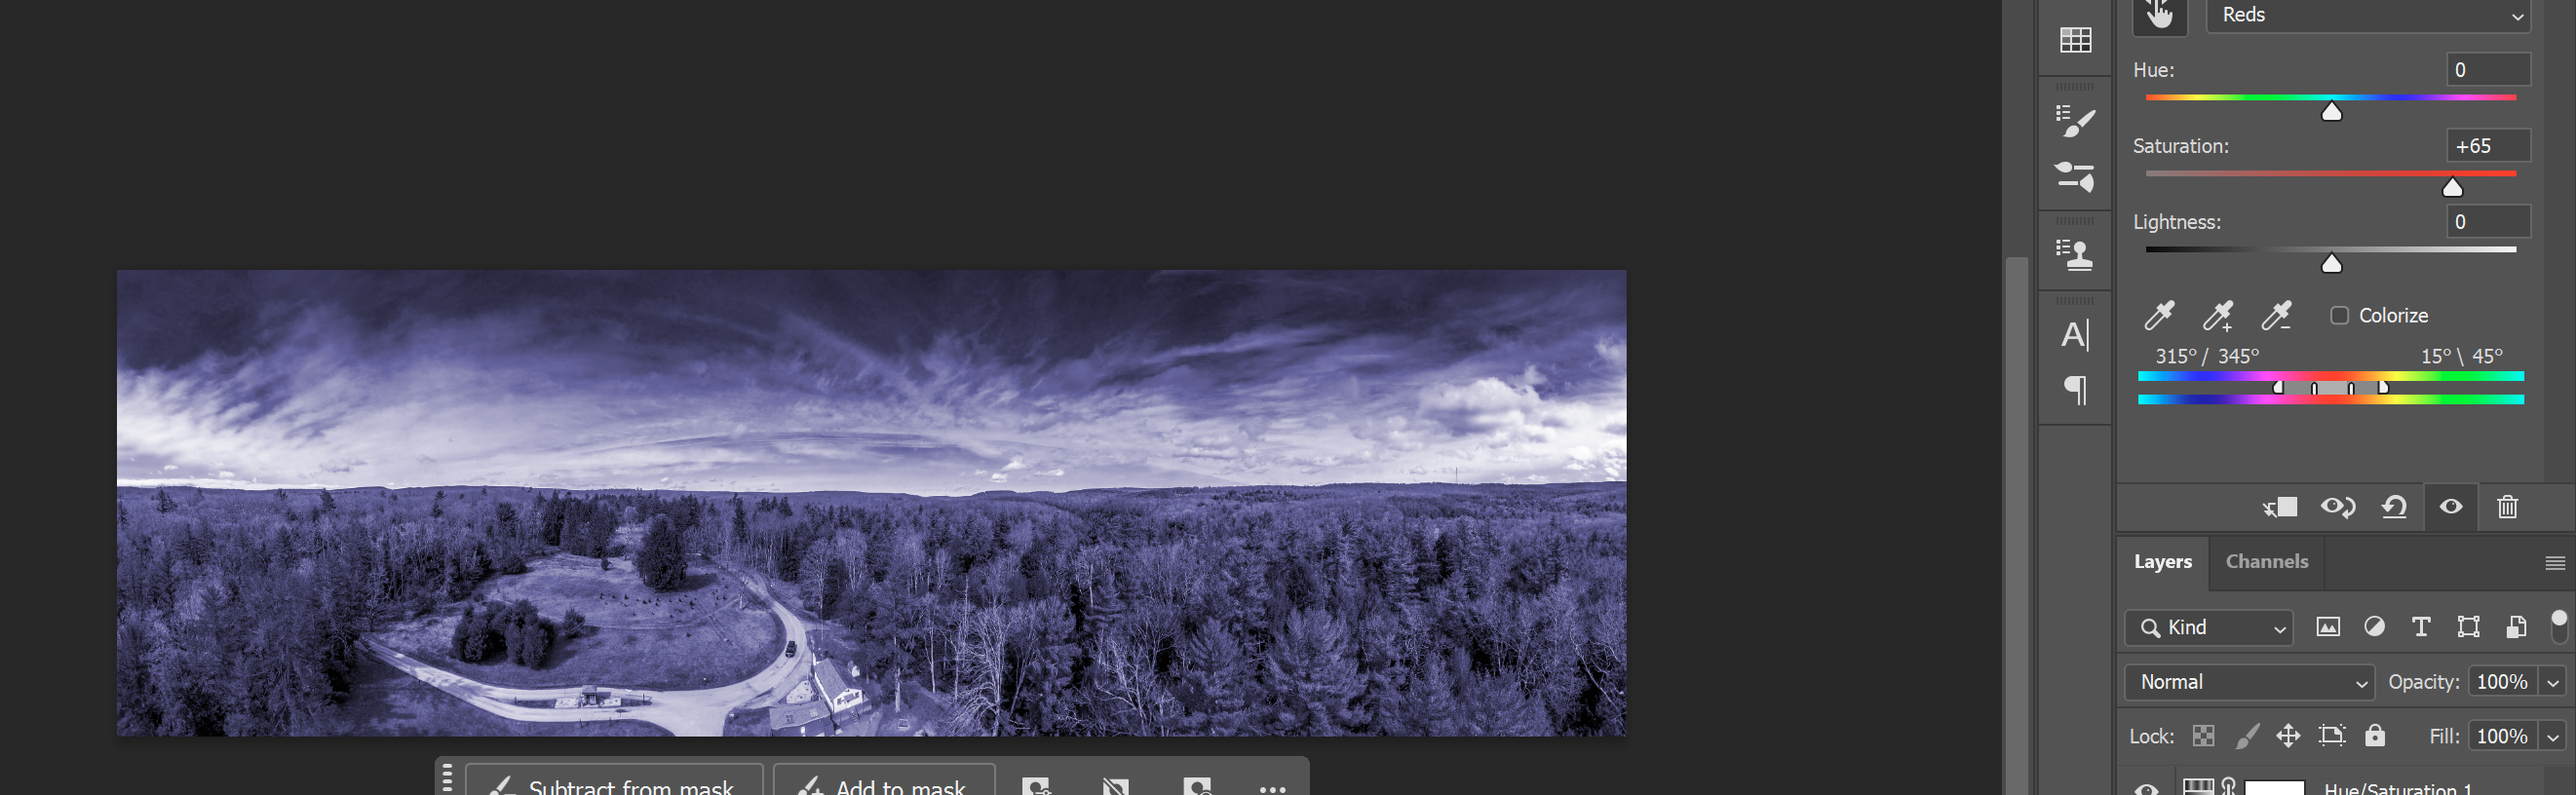 Reds
Hue:
0
Saturation:
+65
Lightness:
0
Colorize
315° / 345°
15° \ 45°
Layers
Channels
Kind
Normal
Opacity:
100%
Lock:
Fill:
100%
Hue/Saturation 1
Subtract from mask
Add to mask